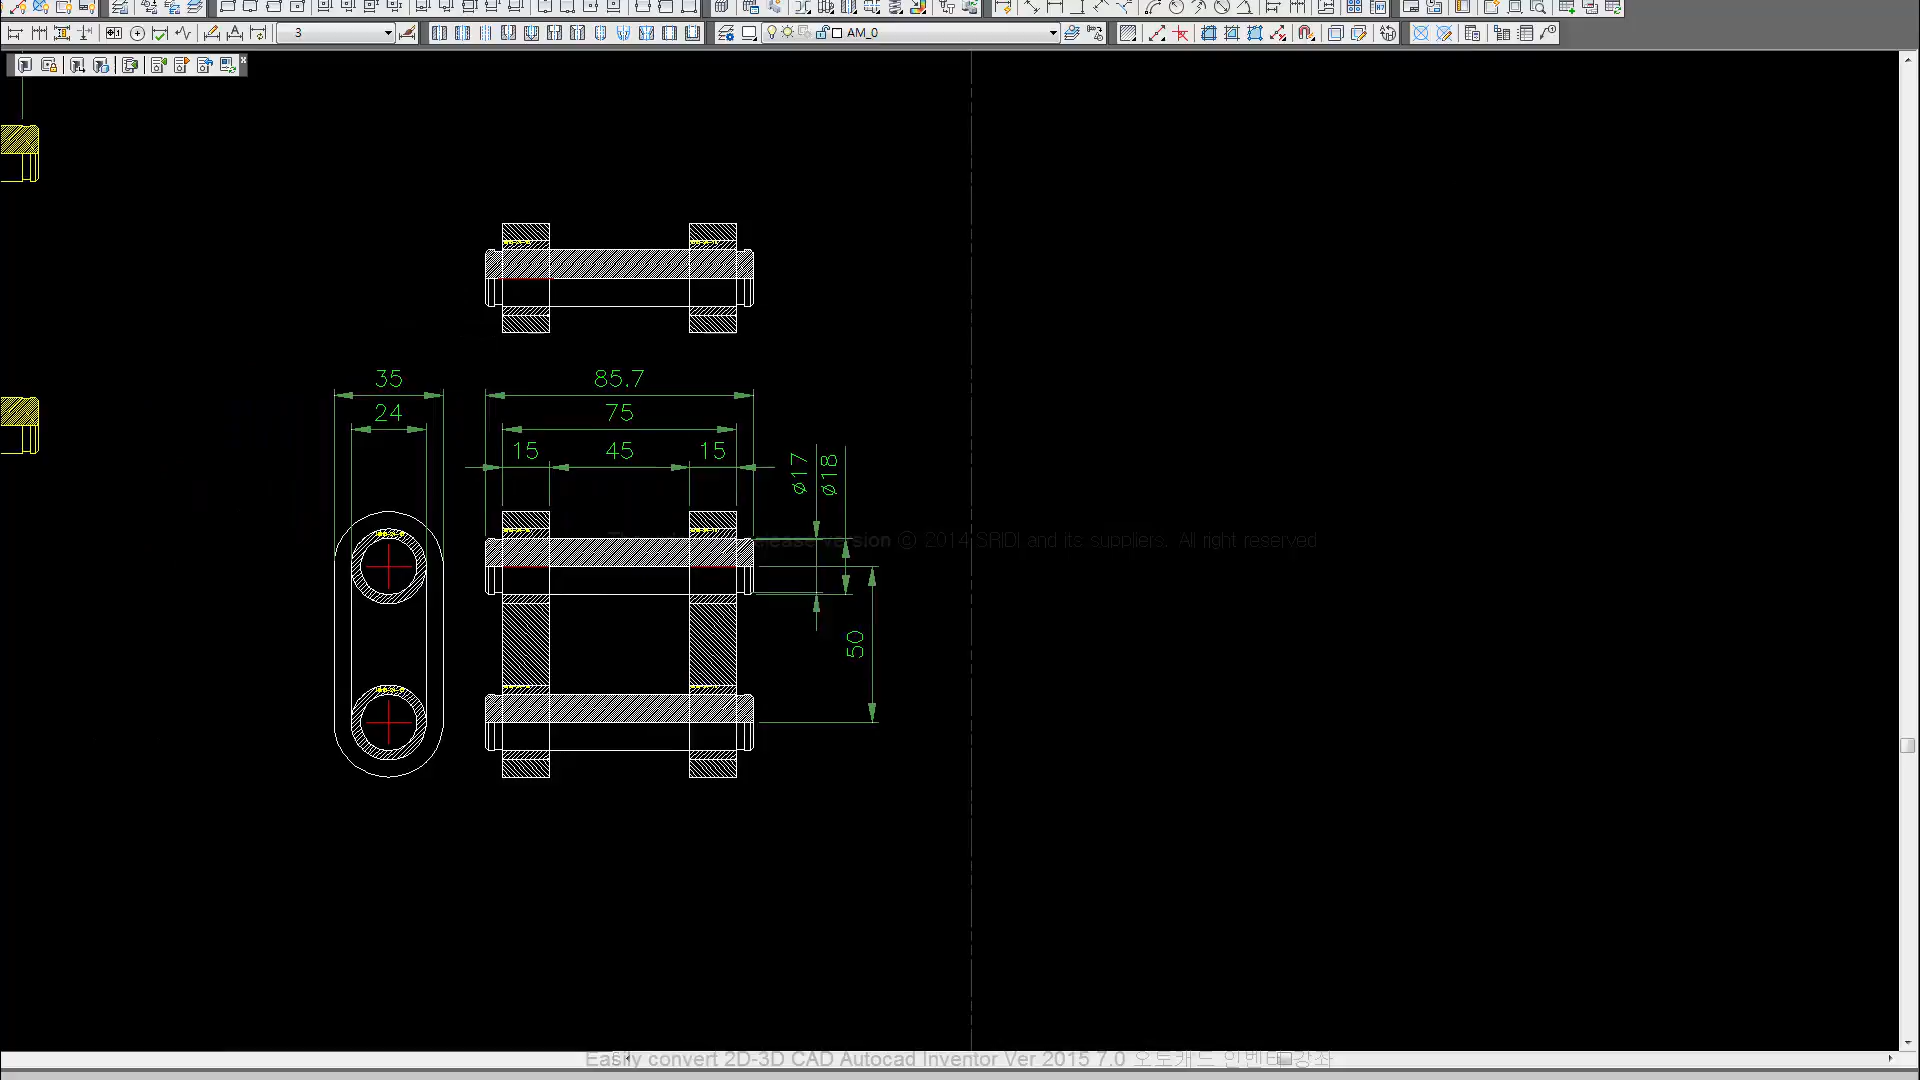 3
AM_0
35
85.7
24
75
15
45
15
ø17
ø18
version © 2014 SRDI and its suppliers. All right reserved
50
Easily convert 2D-3D CAD Autocad Inventor Ver 2015 7.0 오토캐드 인벤터 강좌